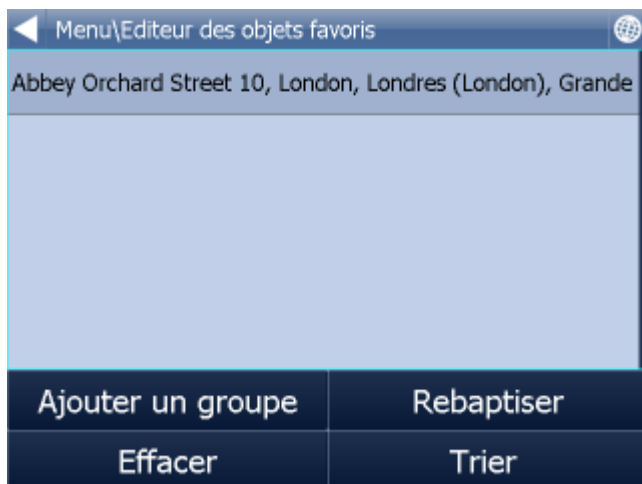 Menu\Editeur des objets favoris
Abbey Orchard Street 10, London, Londres (London), Grande
Ajouter un groupe
Rebaptiser
Effacer
Trier